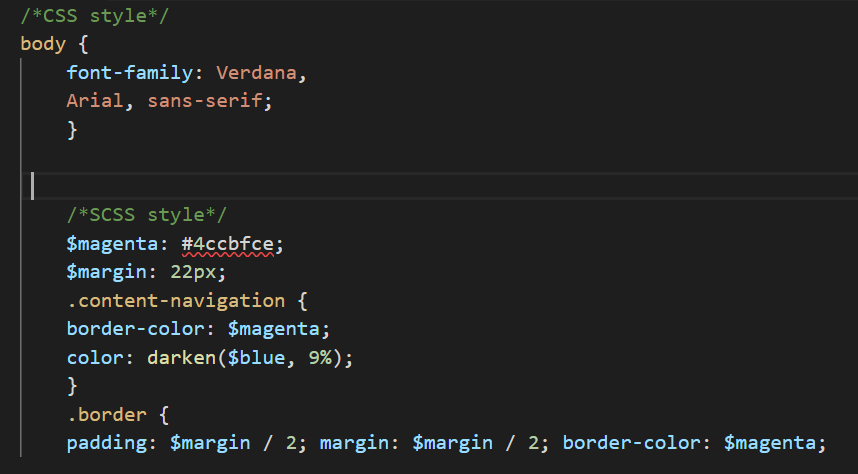 /*CSS style*/
body {
font-family: Verdana,
Arial, sans-serif;
}
/*SCSS style*/
$magenta: #4ccbfce;
$margin: 22px;
.content-navigation {
border-color: $magenta;
color: darken($blue, 9%);
}
.border {
padding: $margin / 2; margin: $margin / 2; border-color: $magenta;